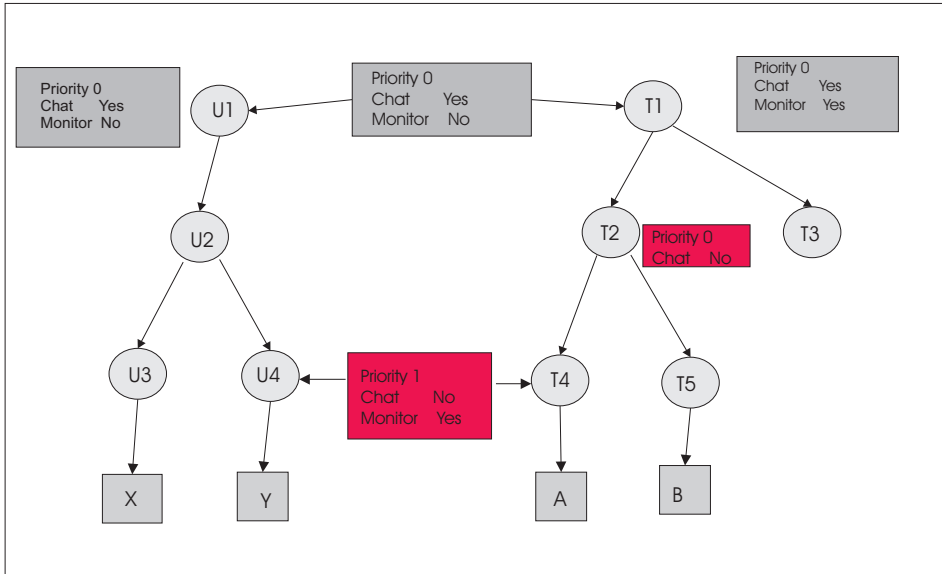 Priority 0
Chat Yes
Monitor No
U1
Priority 0
Chat Yes
Monitor No
T1
Priority 0
Chat Yes
Monitor Yes
U2
T2
Priority 0
Chat No
T3
U3
U4
Priority 1
Chat No
Monitor Yes
T4
T5
X
Y
A
B